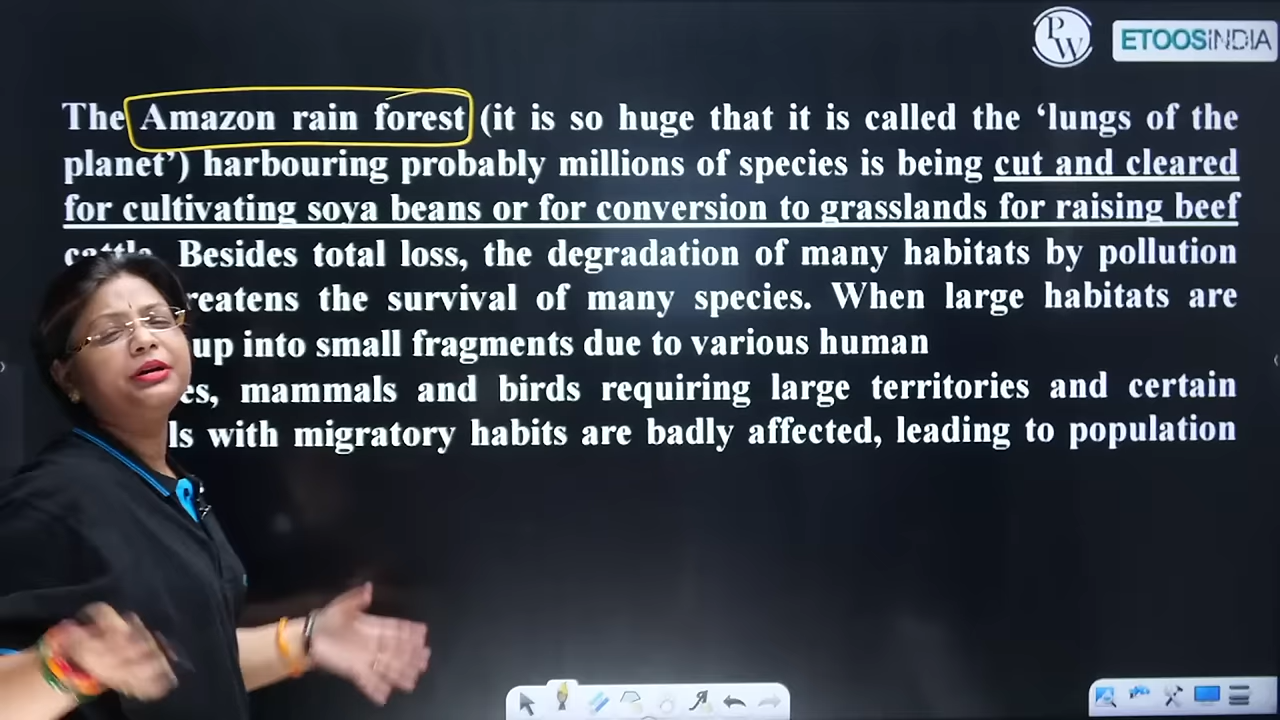 PW
ETOOSINDIA
The Amazon rain forest (it is so huge that it is called the ‘lungs of the
planet’) harbouring probably millions of species is being cut and cleared
for cultivating soya beans or for conversion to grasslands for raising beef
cattle. Besides total loss, the degradation of many habitats by pollution
the survival of many species. When large habitats are
up into small fragments due to various human
mammals and birds requiring large territories and certain
with migratory habits are badly affected, leading to population